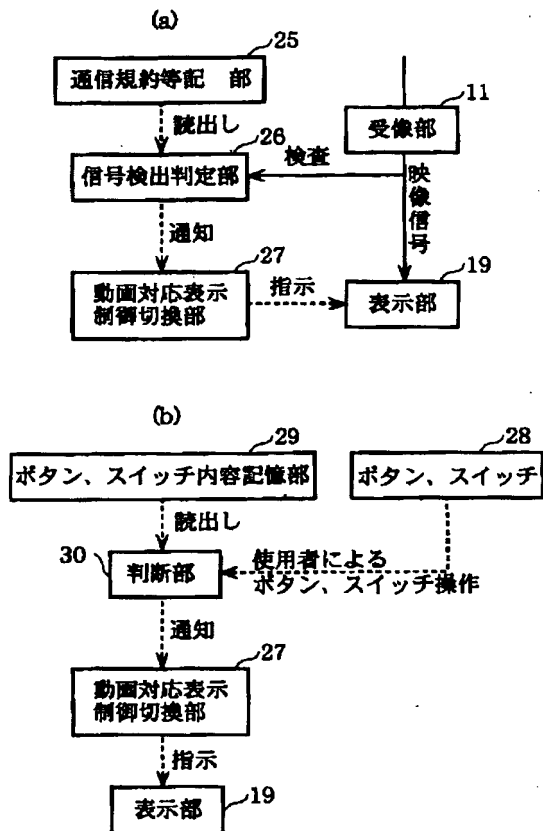 (a)
25
通信規約等記 部
11
受像部
読出し
26
検査
信号検出判定部
映像信号
通知
27
19
動画対応表示
制御切換部
指示
表示部
(b)
29
28
ボタン、スイッチ内容記憶部
ボタン、スイッチ
読出し
30
判断部
使用者による
ボタン、スイッチ操作
通知
27
動画対応表示
制御切換部
指示
19
表示部